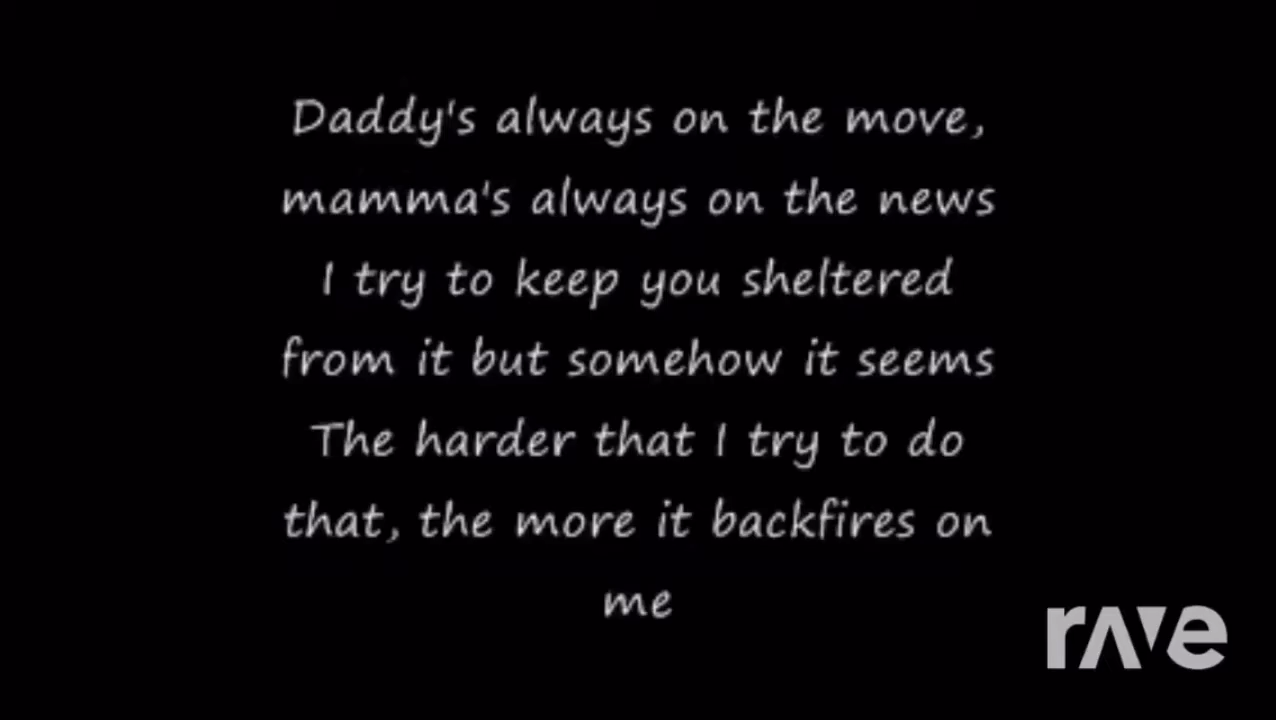 Daddy's always on the move,
mamma's always on the news
I try to keep you sheltered
from it but somehow it seems
The harder that I try to do
that, the more it backfires on
me
rave